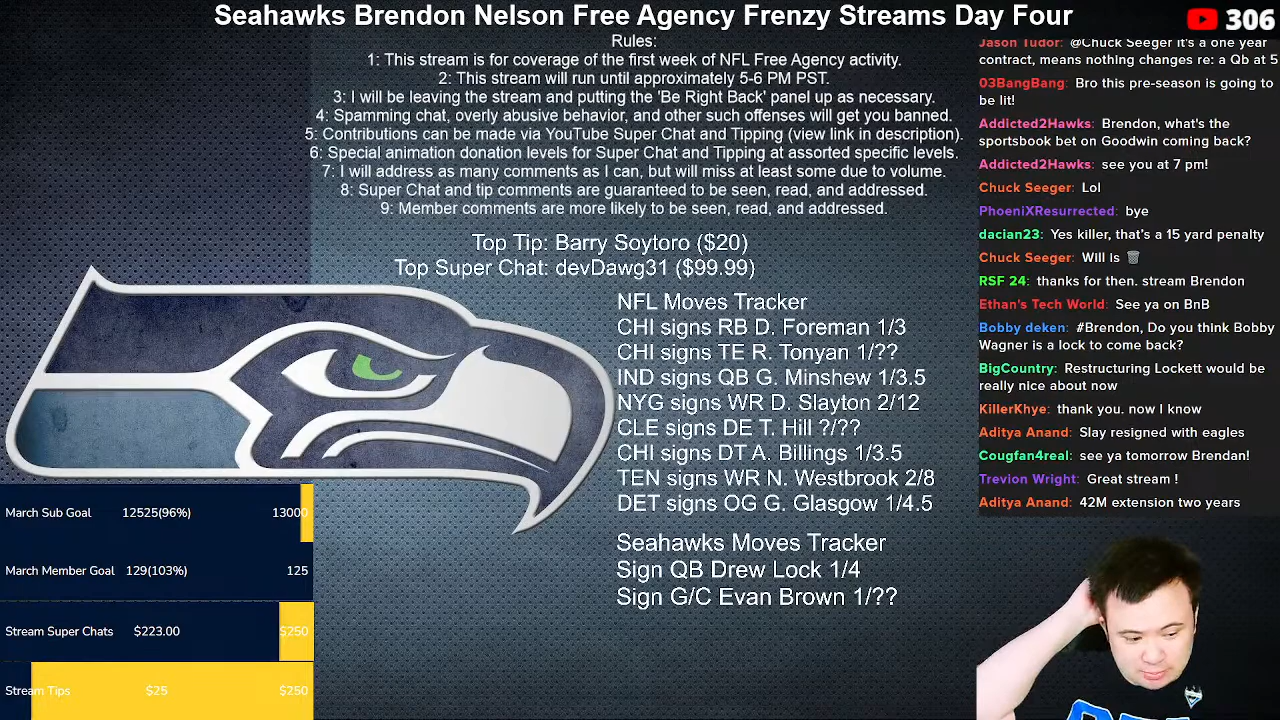 Seahawks Brendon Nelson Free Agency Frenzy Streams Day Four
306
Rules:
1: This stream is for coverage of the first week of NFL Free Agency activity.
2: This stream will run until approximately 5-6 PM PST.
3: I will be leaving the stream and putting the 'Be Right Back' panel up as necessary.
4: Spamming chat, overly abusive behavior, and other such offenses will get you banned.
5: Contributions can be made via YouTube Super Chat and Tipping (view link in description).
6: Special animation donation levels for Super Chat and Tipping at assorted specific levels.
7: I will address as many comments as I can, but will miss at least some due to volume.
8: Super Chat and tip comments are guaranteed to be seen, read, and addressed.
9: Member comments are more likely to be seen, read, and addressed.
Top Tip: Barry Soytoro ($20)
Top Super Chat: devDawg31 ($99.99)
NFL Moves Tracker
CHI signs RB D. Foreman 1/3
CHI signs TE R. Tonyan 1/??
IND signs QB G. Minshew 1/3.5
NYG signs WR D. Slayton 2/12
CLE signs DE T. Hill ?/??
CHI signs DT A. Billings 1/3.5
TEN signs WR N. Westbrook 2/8
DET signs OG G. Glasgow 1/4.5
Seahawks Moves Tracker
Sign QB Drew Lock 1/4
Sign G/C Evan Brown 1/??
March Sub Goal 12525(96%) 13000
March Member Goal 129(103%) 125
Stream Super Chats $223.00 $250
Stream Tips $25 $250
Jason Tudor: @Chuck Seeger it's a one year
contract, means nothing changes re: a Qb at 5
03BangBang: Bro this pre-season is going to
be lit!
Addicted2Hawks: Brendon, what's the
sportsbook bet on Goodwin coming back?
Addicted2Hawks: see you at 7 pm!
Chuck Seeger: Lol
PhoeniXResurrected: bye
dacian23: Yes killer, that's a 15 yard penalty
Chuck Seeger: Will is 🗑
RSF 24: thanks for then. stream Brendon
Ethan's Tech World: See ya on BnB
Bobby deken: #Brendon, Do you think Bobby
Wagner is a lock to come back?
BigCountry: Restructuring Lockett would be
really nice about now
KillerKhye: thank you. now I know
Aditya Anand: Slay resigned with eagles
Cougfan4real: see ya tomorrow Brendan!
Trevion Wright: Great stream !
Aditya Anand: 42M extension two years